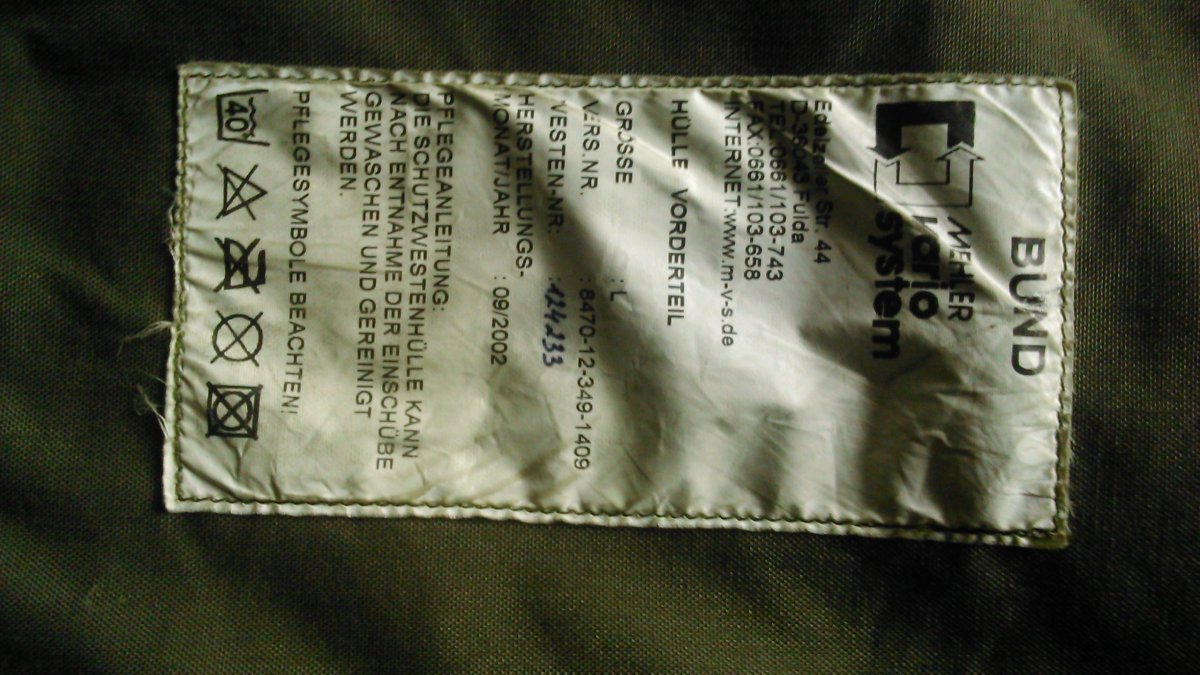 BUND
MEHLER
vario
system
Edelzeller Str. 44
D-36043 Fulda
TEL:0661/103-743
FAX:0661/103-658
INTERNET:www.m-v-s.de
HÜLLE VORDERTEIL
GRÖSSE : L
VERS.NR. : 8470-12-349-1409
VESTEN-NR. : 124233
HERSTELLUNGS-
MONAT/JAHR : 09/2002
PFLEGEANLEITUNG:
DIE SCHUTZWESTENHÜLLE KANN
NACH ENTNAHME DER EINSCHÜBE
GEWASCHEN UND GEREINIGT
WERDEN.
PFLEGESYMBOLE BEACHTEN!
40